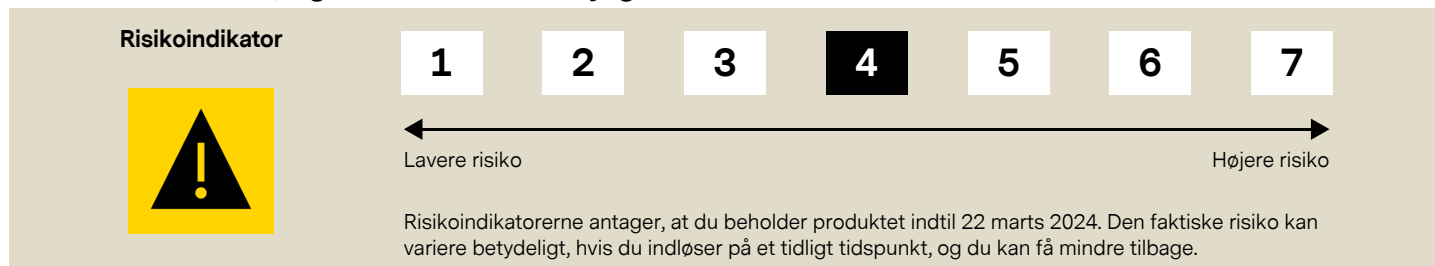 Risikoindikator
1 2 3 4 5 6 7
Lavere risiko Højere risiko
Risikoindikatorerne antager, at du beholder produktet indtil 22 marts 2024. Den faktiske risiko kan
variere betydeligt, hvis du indløser på et tidligt tidspunkt, og du kan få mindre tilbage.